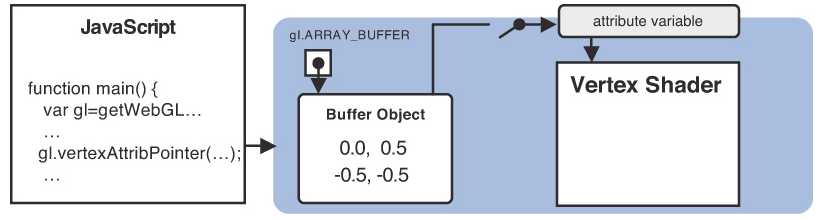 JavaScript
function main() {
var gl=getWebGL…
…
gl.vertexAttribPointer(…);
…
gl.ARRAY_BUFFER
Buffer Object
0.0, 0.5
-0.5, -0.5
attribute variable
Vertex Shader